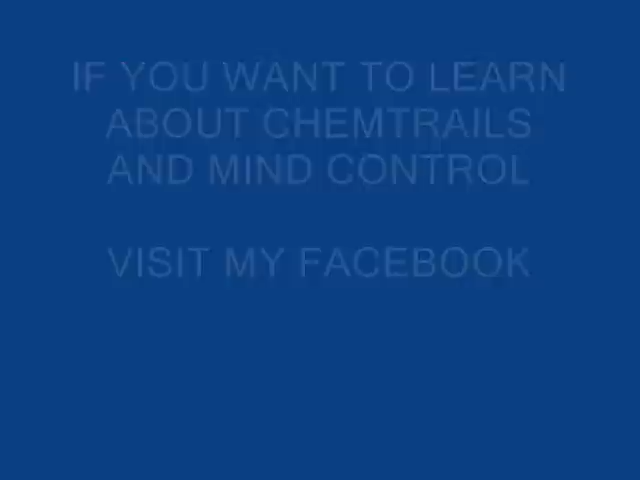 IF YOU WANT TO LEARN
ABOUT CHEMTRAILS
AND MIND CONTROL
VISIT MY FACEBOOK